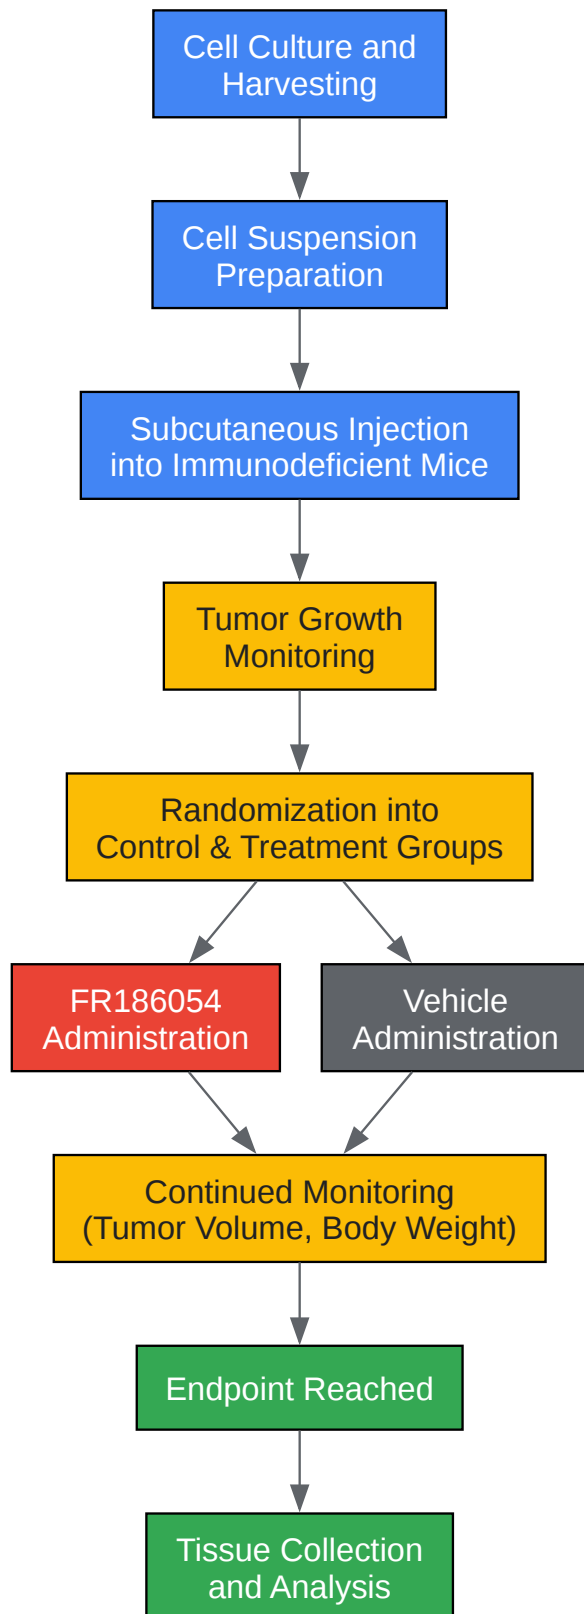 Cell Culture and
Harvesting
Cell Suspension
Preparation
Subcutaneous Injection
into Immunodeficient Mice
Tumor Growth
Monitoring
Randomization into
Control & Treatment Groups
FR186054
Administration
Vehicle
Administration
Continued Monitoring
(Tumor Volume, Body Weight)
Endpoint Reached
Tissue Collection
and Analysis